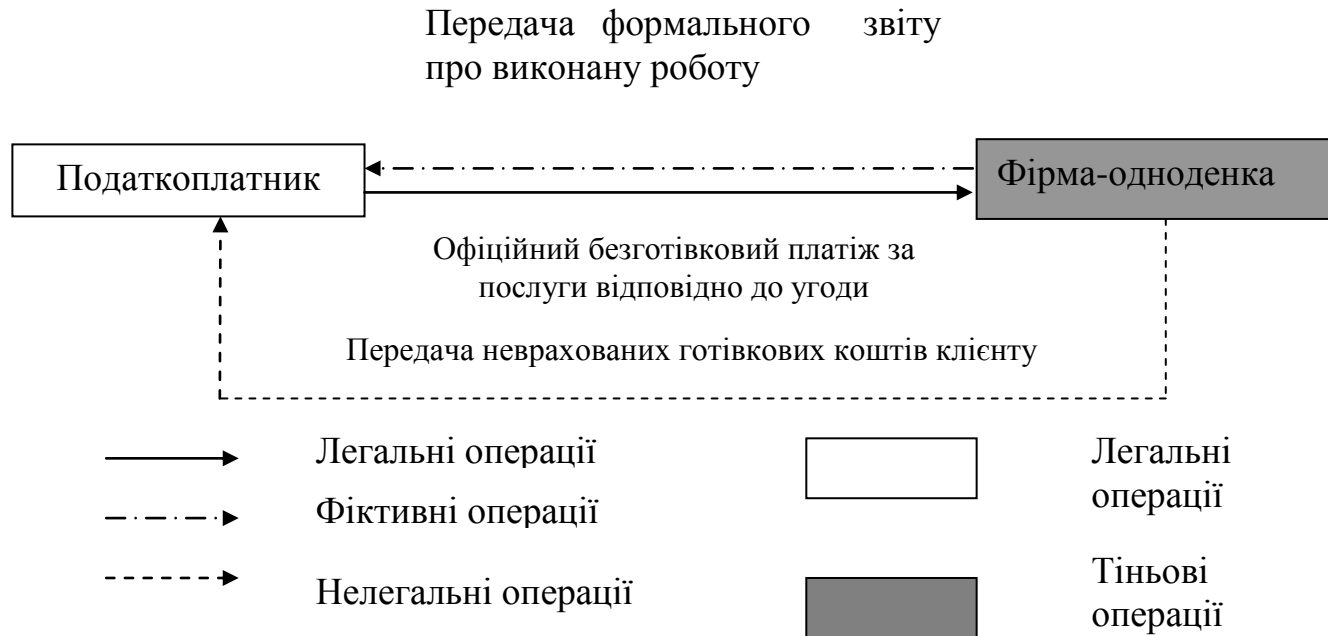 Передача формального звіту
про виконану роботу
Податкоплатник
Фірма-одноденка
Офіційний безготівковий платіж за
послуги відповідно до угоди
Передача неврахованих готівкових коштів клієнту
Легальні операції
Фіктивні операції
Нелегальні операції
Легальні
операції
Тіньові
операції